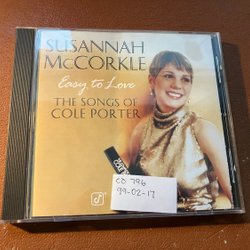 SUSANNAH
MCCORKLE
Easy to Love
THE SONGS OF
COLE PORTER
CD 796
99-02-17